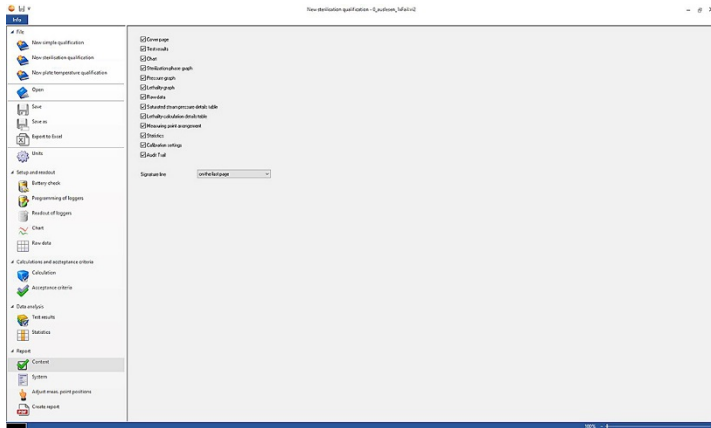 New sterilisation qualification -
Info
File
New simple qualification
New sterilisation qualification
New plate temperature qualification
Open
Save
Save as
Export to Excel
Units
Setup and readout
Battery check
Programming of loggers
Readout of loggers
Chart
Raw data
Calculations and acceptance criteria
Calculation
Acceptance criteria
Data analysis
Test results
Statistics
Report
Content
System
Adjust meas. point positions
Create report
Cover page
Test results
Chart
Sterilisation phase graph
Pressure graph
Lethality graph
Raw data
Saturated steam pressure details table
Lethality calculation details table
Measuring point arrangement
Statistics
Calibration settings
Audit Trail
Signature line on the last page
100%